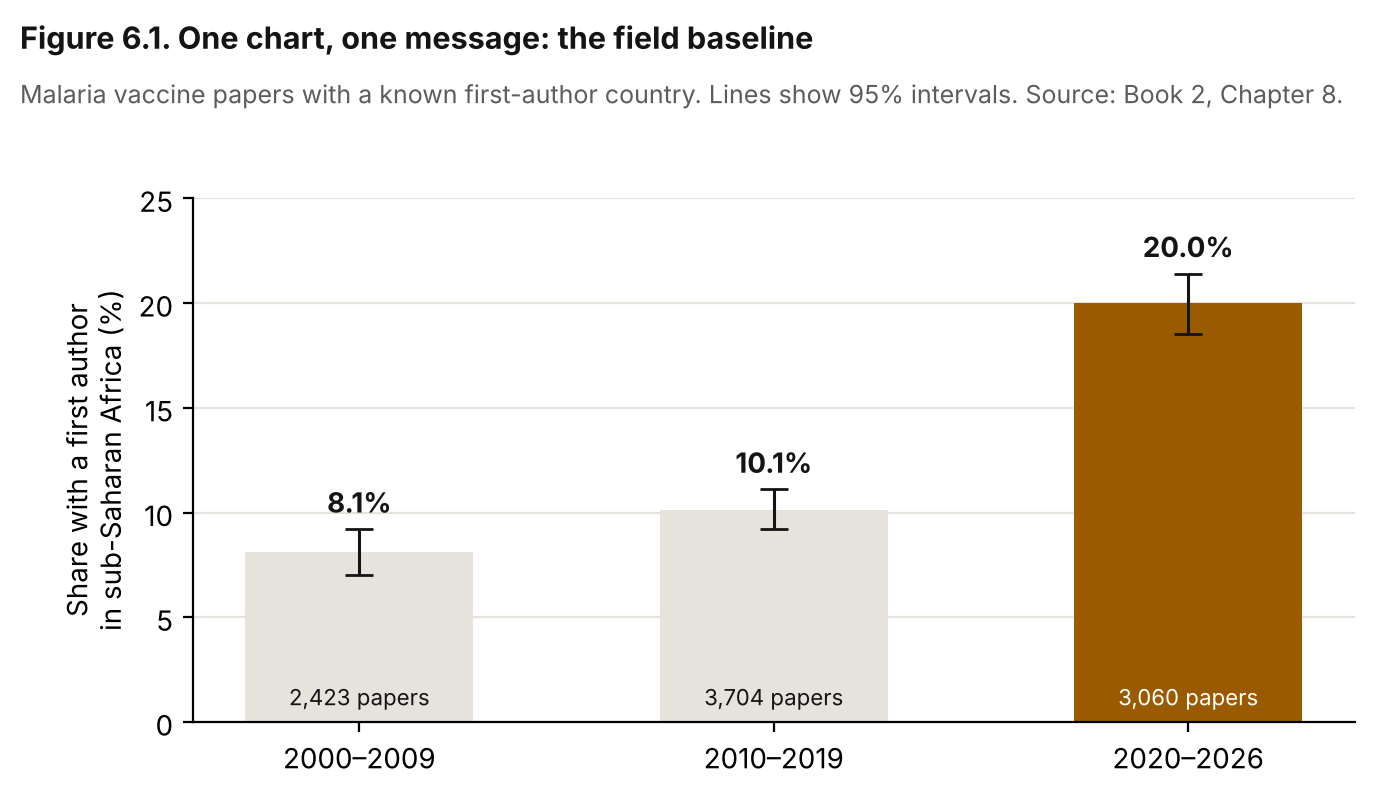 Figure 6.1. One chart, one message: the field baseline
Malaria vaccine papers with a known first-author country. Lines show 95% intervals. Source: Book 2, Chapter 8.
Share with a first author
in sub-Saharan Africa (%)
25
20
15
10
5
0
8.1%
10.1%
20.0%
2,423 papers
3,704 papers
3,060 papers
2000–2009
2010–2019
2020–2026